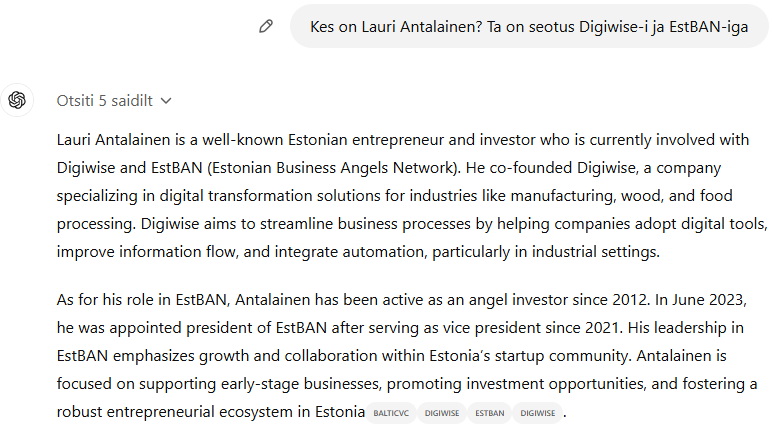 Kes on Lauri Antalainen? Ta on seotus Digiwise-i ja EstBAN-iga
Otsiti 5 saidilt
Lauri Antalainen is a well-known Estonian entrepreneur and investor who is currently involved with
Digiwise and EstBAN (Estonian Business Angels Network). He co-founded Digiwise, a company
specializing in digital transformation solutions for industries like manufacturing, wood, and food
processing. Digiwise aims to streamline business processes by helping companies adopt digital tools,
improve information flow, and integrate automation, particularly in industrial settings.
As for his role in EstBAN, Antalainen has been active as an angel investor since 2012. In June 2023,
he was appointed president of EstBAN after serving as vice president since 2021. His leadership in
EstBAN emphasizes growth and collaboration within Estonia’s startup community. Antalainen is
focused on supporting early-stage businesses, promoting investment opportunities, and fostering a
robust entrepreneurial ecosystem in Estonia BALTICVC DIGIWISE ESTBAN DIGIWISE .